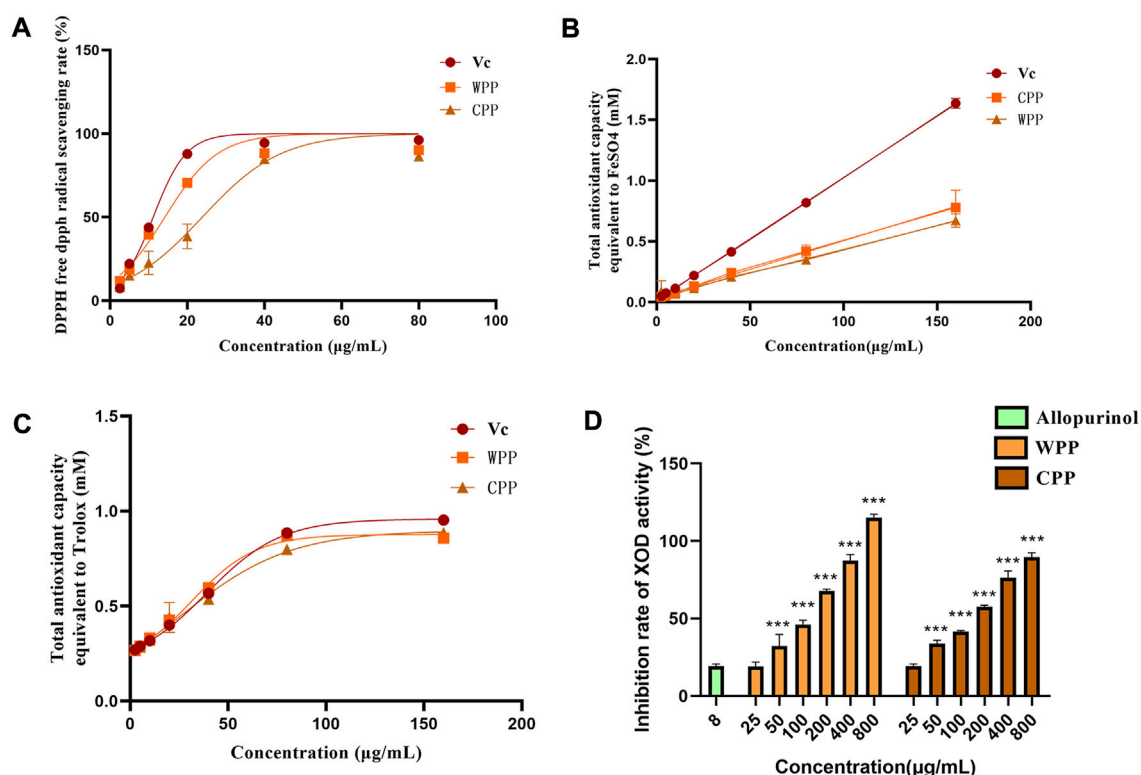 A
DPPH free dpph radical scavenging rate (%)
150
100
50
0
0 20 40 60 80 100
Concentration (μg/mL)
Vc
WPP
CPP
B
Total antioxidant capacity
equivalent to FeSO4 (mM)
2.0
1.5
1.0
0.5
0.0
0 50 100 150 200
Concentration(μg/mL)
Vc
CPP
WPP
C
Total antioxidant capacity
equivalent to Trolox (mM)
1.5
1.0
0.5
0.0
0 50 100 150 200
Concentration (μg/mL)
Vc
WPP
CPP
D
Allopurinol
WPP
CPP
Inhibition rate of XOD activity (%)
150
100
50
0
*** *** *** *** ***
*** *** *** *** ***
8 25 50 100 200 400 800 25 50 100 200 400 800
Concentration(μg/mL)